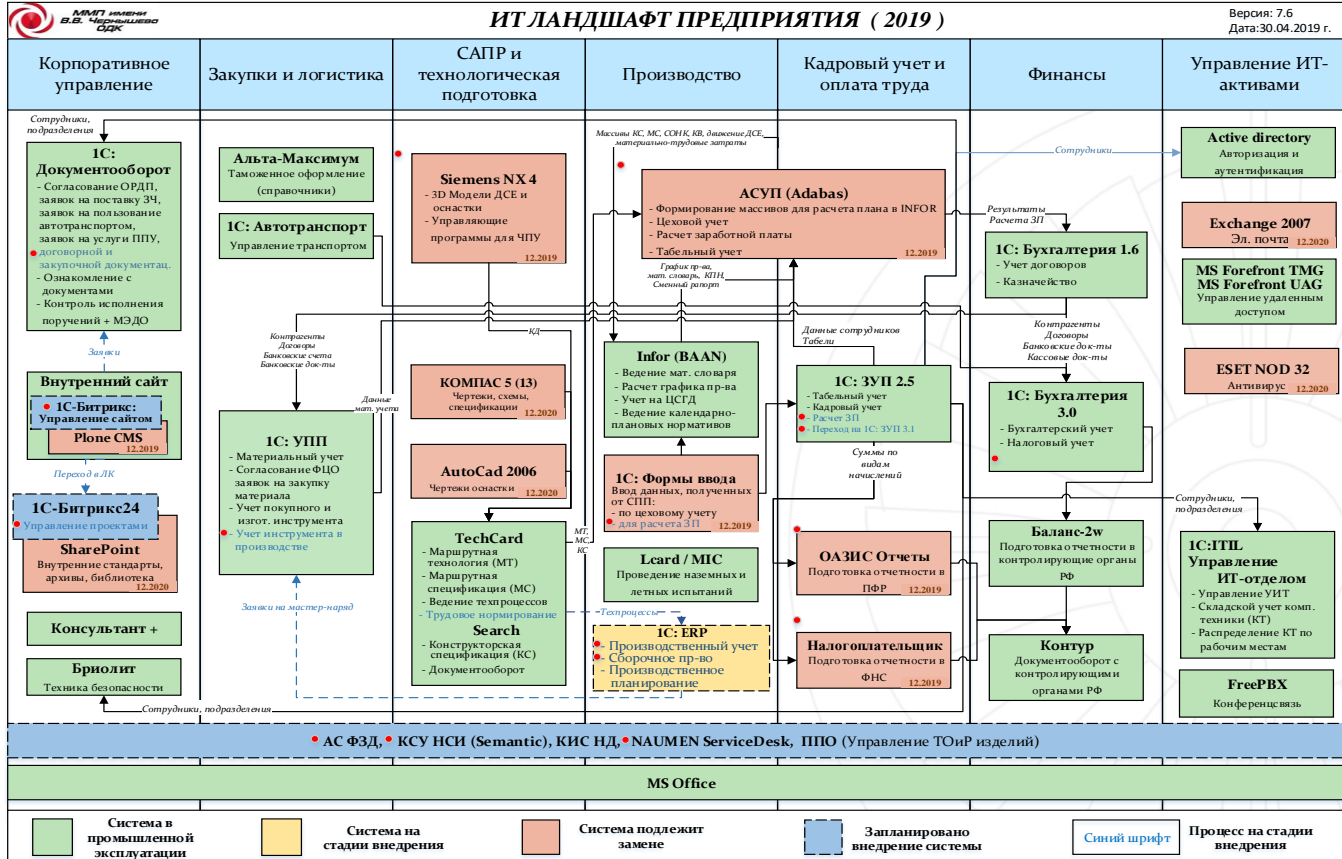 ММП имени
В.В. Чернышева
ОДК
ИТ ЛАНДШАФТ ПРЕДПРИЯТИЯ ( 2019 )
Версия: 7.6
Дата:30.04.2019 г.
Корпоративное
управление
Закупки и логистика
САПР и
технологическая
подготовка
Производство
Кадровый учет и
оплата труда
Финансы
Управление ИТ-
активами
Сотрудники,
подразделения
1С:
Документооборот
- Согласование ОРДП,
заявок на поставку ЗЧ,
заявок на пользование
автотранспортом,
заявок на услуги ППУ,
договорной и
закупочной документац.
- Ознакомление с
документами
- Контроль исполнения
поручений + МЭДО
Заявки
Внутренний сайт
1С-Битрикс:
Управление сайтом
Plone CMS
12.2019
Переход в ЛК
1С-Битрикс24
- Управление проектами
SharePoint
Внутренние стандарты,
архивы, библиотека
12.2020
Консультант +
Бриолит
Техника безопасности
Сотрудники, подразделения
Альта-Максимум
Таможенное оформление
(справочники)
1С: Автотранспорт
Управление транспортом
Контрагенты
Договоры
Банковские счета
Банковские док-ты
Данные
мат. учета
1С: УПП
- Материальный учет
- Согласование ФЦО
заявок на закупку
материала
- Учет покупного и
изгот. инструмента
- Учет инструмента в
производстве
Заявки на мастер-наряд
Siemens NX 4
- 3D Модели ДСЕ и
оснастки
- Управляющие
программы для ЧПУ
12.2019
КД
КОМПАС 5 (13)
Чертежи, схемы,
спецификации
12.2020
AutoCad 2006
Чертежи оснастки
12.2020
TechCard
- Маршрутная
технология (МТ)
- Маршрутная
спецификация (МС)
- Ведение техпроцессов
- Трудовое нормирование
Search
- Конструкторская
спецификация (КС)
- Документооборот
МТ,
МС,
КС
Техпроцессы
Массивы КС, МС, СОНК, КВ, движение ДСЕ,
материально-трудовые затраты
АСУП (Adabas)
- Формирование массивов для расчета плана в INFOR
- Цеховой учет
- Расчет заработной платы
- Табельный учет
12.2019
График пр-ва,
мат. словарь, КПН,
Сменный рапорт
Infor (BAAN)
- Ведение мат. словаря
- Расчет графика пр-ва
- Учет на ЦСГД
- Ведение календарно-
плановых нормативов
1С: Формы ввода
Ввод данных, полученных
от СПП:
- по цеховому учету
- для расчета ЗП
12.2019
Lcard / MIC
Проведение наземных и
летных испытаний
1С: ERP
- Производственный учет
- Сборочное пр-во
- Производственное
планирование
Данные сотрудников
Табели
1С: ЗУП 2.5
- Табельный учет
- Кадровый учет
- Расчет ЗП
- Переход на 1С: ЗУП 3.1
Суммы по
видам
начислений
ОАЗИС Отчеты
Подготовка отчетности в
ПФР
12.2019
Налогоплательщик
Подготовка отчетности в
ФНС
12.2019
Результаты
Расчета ЗП
1С: Бухгалтерия 1.6
- Учет договоров
- Казначейство
Контрагенты
Договоры
Банковские док-ты
Кассовые док-ты
1С: Бухгалтерия
3.0
- Бухгалтерский учет
- Налоговый учет
Баланс-2w
Подготовка отчетности в
контролирующие органы
РФ
Контур
Документооборот с
контролирующими
органами РФ
Сотрудники
Active directory
Авторизация и
аутентификация
Exchange 2007
Эл. почта
12.2020
MS Forefront TMG
MS Forefront UAG
Управление удаленным
доступом
ESET NOD 32
Антивирус
12.2020
Сотрудники,
подразделения
1С:ITIL
Управление
ИТ-отделом
- Управление УИТ
- Складской учет комп.
техники (КТ)
- Распределение КТ по
рабочим местам
FreePBX
Конференцсвязь
АС ФЗД, КСУ НСИ (Semantic), КИС НД, NAUMEN ServiceDesk, ППО (Управление ТОиР изделий)
MS Office
Система в
промышленной
эксплуатации
Система на
стадии внедрения
Система подлежит
замене
Запланировано
внедрение системы
Синий шрифт
Процесс на стадии
внедрения